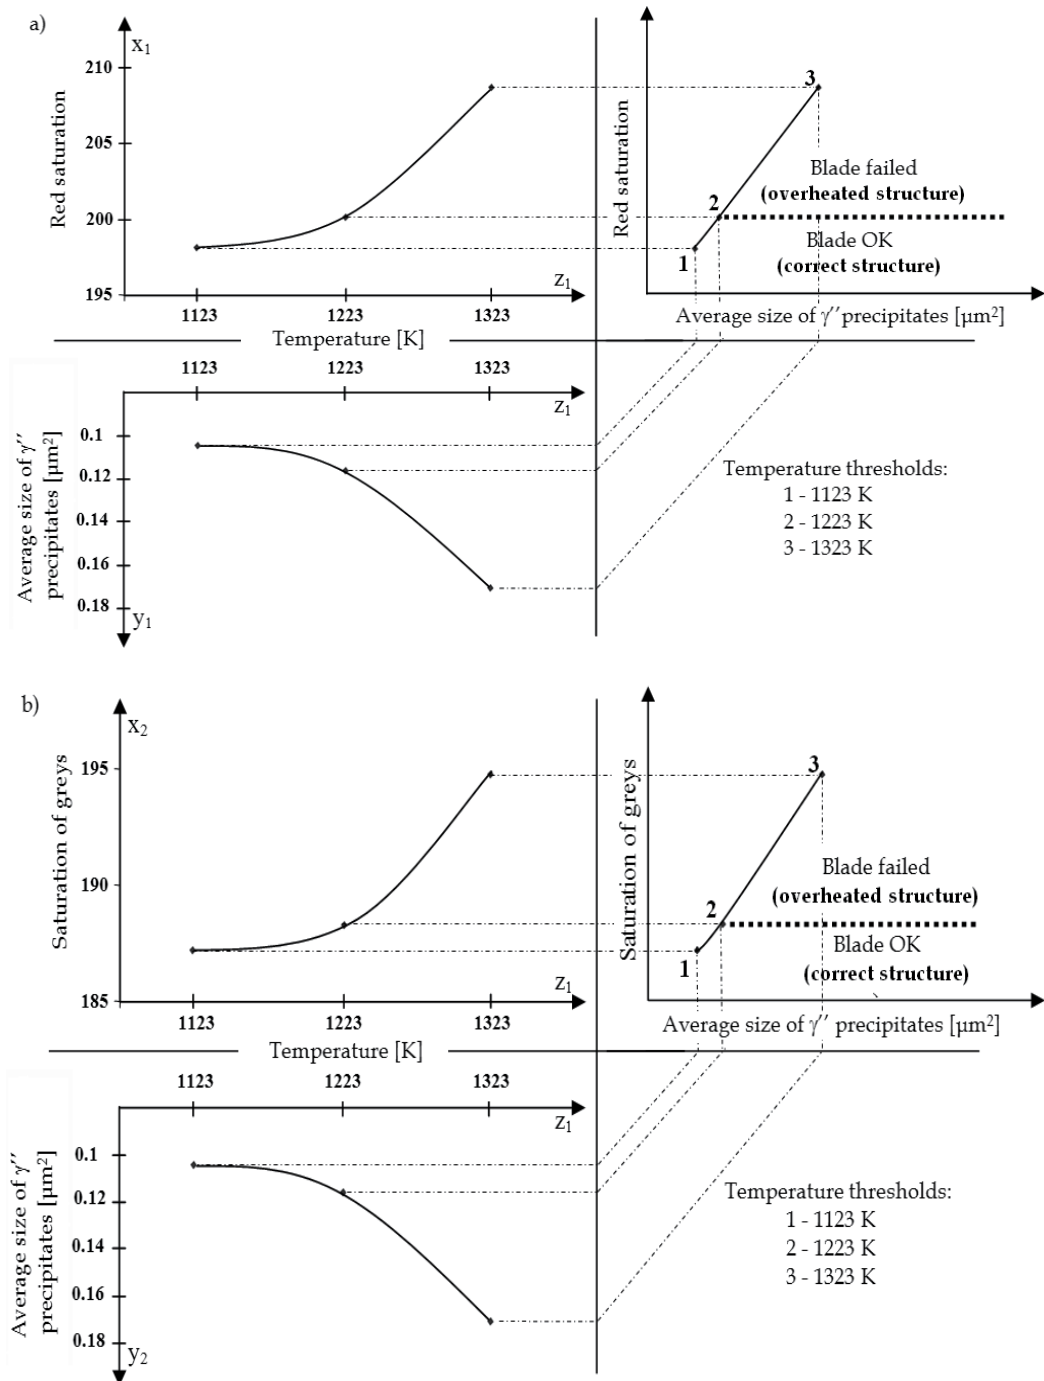 a)
x₁
210
205
200
195
Red saturation
1123
1223
1323
z₁
Temperature [K]
Red saturation
3
2
1
Blade failed
(overheated structure)
Blade OK
(correct structure)
Average size of γ′′ precipitates [µm²]
1123
1223
1323
z₁
Average size of γ′′
precipitates [µm²]
0.1
0.12
0.14
0.16
0.18
y₁
Temperature thresholds:
1 - 1123 K
2 - 1223 K
3 - 1323 K
b)
x₂
195
190
185
Saturation of greys
1123
1223
1323
z₁
Temperature [K]
Saturation of greys
3
2
1
Blade failed
(overheated structure)
Blade OK
(correct structure)
Average size of γ′′ precipitates [µm²]
1123
1223
1323
z₁
Average size of γ′′
precipitates [µm²]
0.1
0.12
0.14
0.16
0.18
y₂
Temperature thresholds:
1 - 1123 K
2 - 1223 K
3 - 1323 K